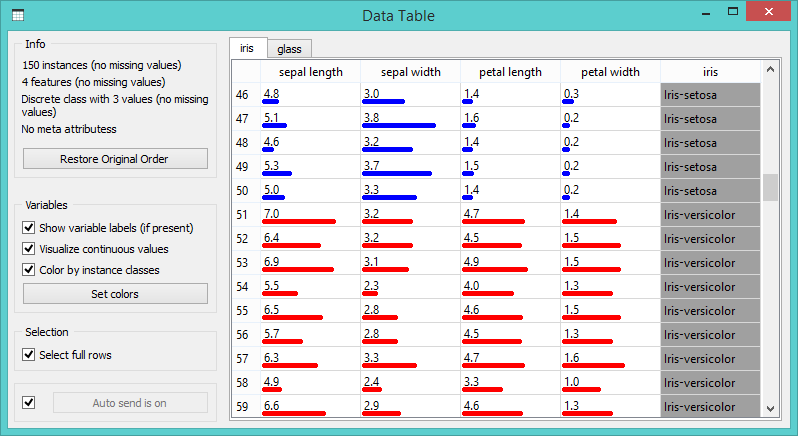 Data Table
Info
150 instances (no missing values)
4 features (no missing values)
Discrete class with 3 values (no missing
values)
No meta attributess
Restore Original Order
Variables
Show variable labels (if present)
Visualize continuous values
Color by instance classes
Set colors
Selection
Select full rows
Auto send is on
iris glass
sepal length sepal width petal length petal width iris
46 4.8 3.0 1.4 0.3 Iris-setosa
47 5.1 3.8 1.6 0.2 Iris-setosa
48 4.6 3.2 1.4 0.2 Iris-setosa
49 5.3 3.7 1.5 0.2 Iris-setosa
50 5.0 3.3 1.4 0.2 Iris-setosa
51 7.0 3.2 4.7 1.4 Iris-versicolor
52 6.4 3.2 4.5 1.5 Iris-versicolor
53 6.9 3.1 4.9 1.5 Iris-versicolor
54 5.5 2.3 4.0 1.3 Iris-versicolor
55 6.5 2.8 4.6 1.5 Iris-versicolor
56 5.7 2.8 4.5 1.3 Iris-versicolor
57 6.3 3.3 4.7 1.6 Iris-versicolor
58 4.9 2.4 3.3 1.0 Iris-versicolor
59 6.6 2.9 4.6 1.3 Iris-versicolor